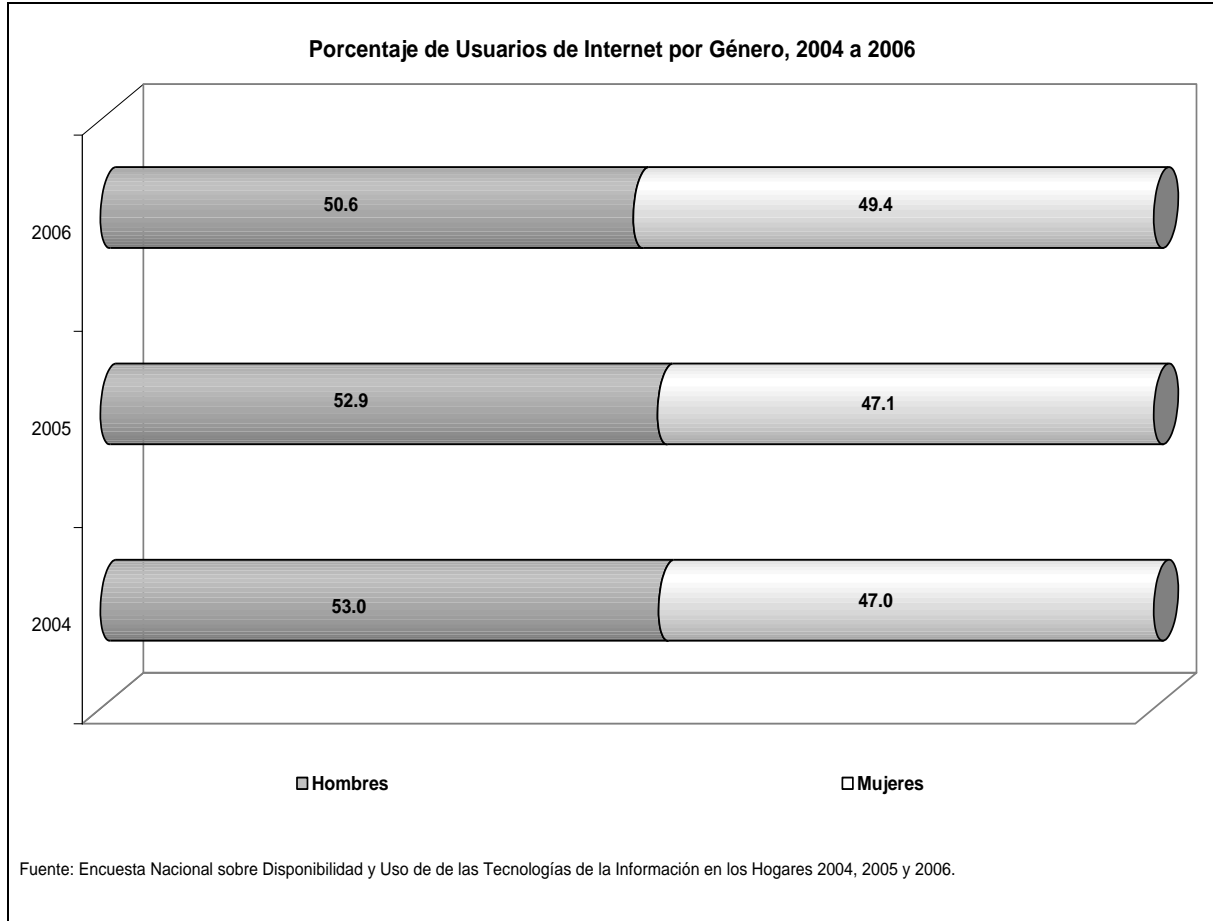 Porcentaje de Usuarios de Internet por Género, 2004 a 2006
2006
50.6
49.4
2005
52.9
47.1
2004
53.0
47.0
Hombres
Mujeres
Fuente: Encuesta Nacional sobre Disponibilidad y Uso de de las Tecnologías de la Información en los Hogares 2004, 2005 y 2006.